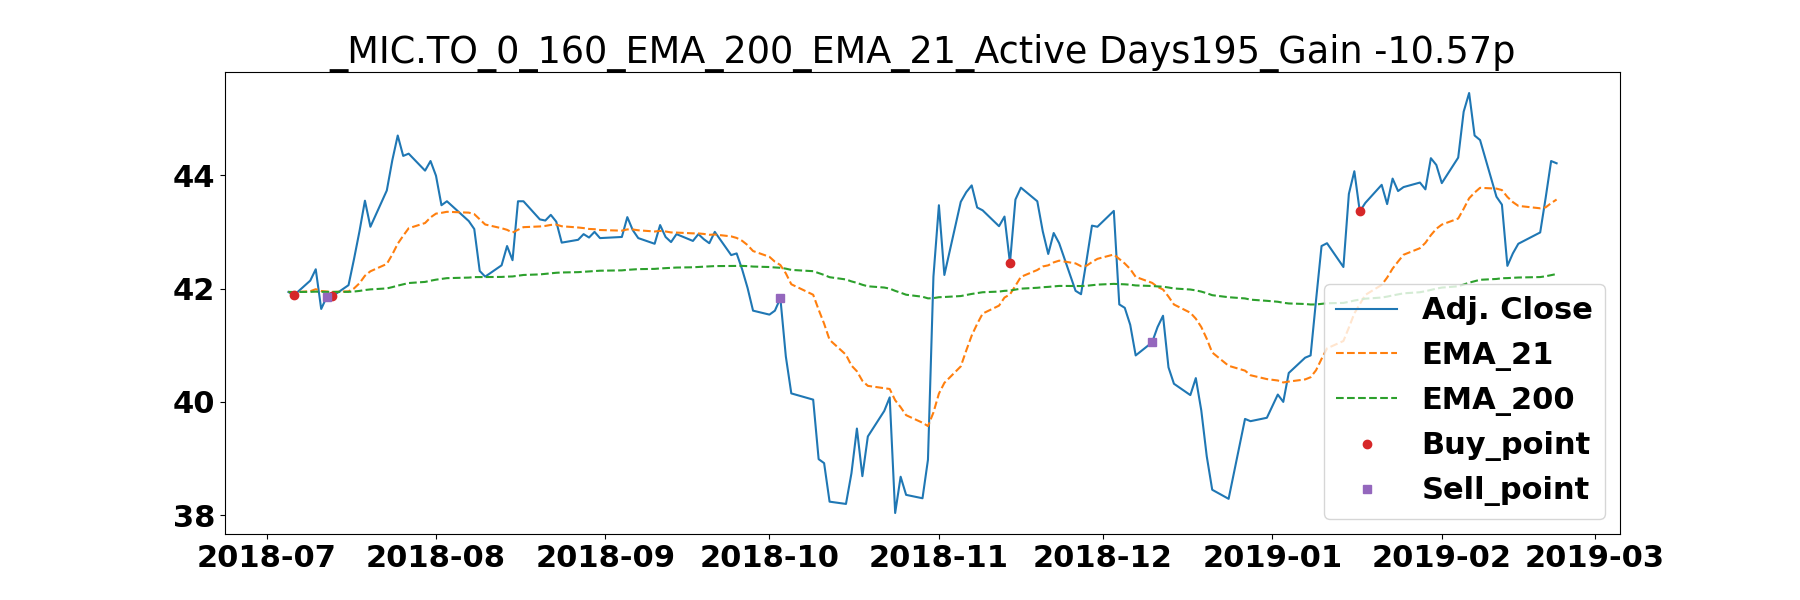 _MIC.TO_0_160_EMA_200_EMA_21_Active Days195_Gain -10.57p
44
42
40
38
Adj. Close
EMA_21
EMA_200
Buy_point
Sell_point
2018-07 2018-08 2018-09 2018-10 2018-11 2018-12 2019-01 2019-02 2019-03